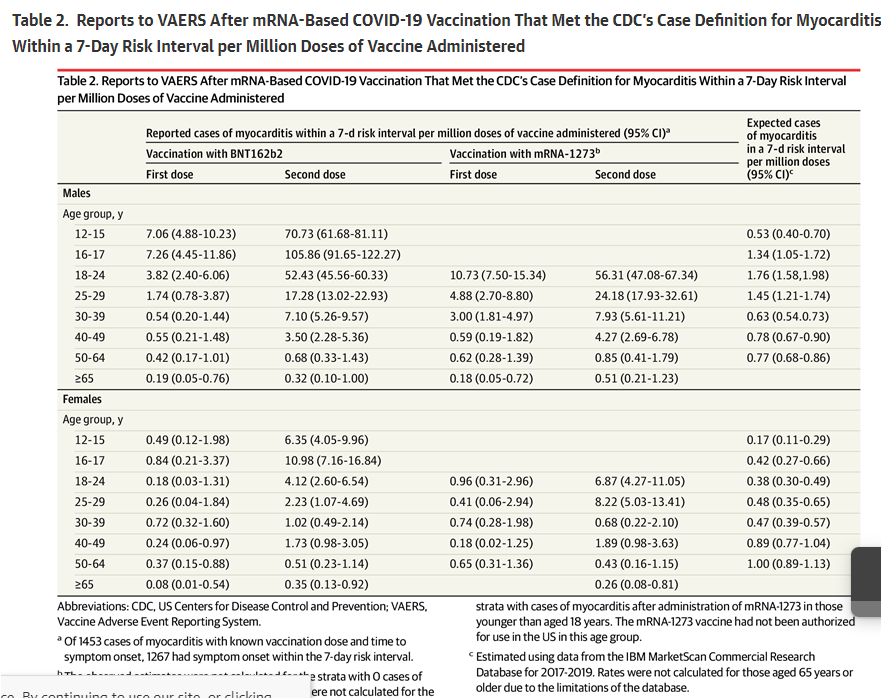 Table 2. Reports to VAERS After mRNA-Based COVID-19 Vaccination That Met the CDC's Case Definition for Myocarditis
Within a 7-Day Risk Interval per Million Doses of Vaccine Administered
Table 2. Reports to VAERS After mRNA-Based COVID-19 Vaccination That Met the CDC's Case Definition for Myocarditis Within a 7-Day Risk Interval
per Million Doses of Vaccine Administered
Reported cases of myocarditis within a 7-d risk interval per million doses of vaccine administered (95% CI)ᵃ
Expected cases
of myocarditis
in a 7-d risk interval
per million doses
(95% CI)ᶜ
Vaccination with BNT162b2 Vaccination with mRNA-1273ᵇ
First dose Second dose First dose Second dose
Males
Age group, y
12-15 7.06 (4.88-10.23) 70.73 (61.68-81.11) 0.53 (0.40-0.70)
16-17 7.26 (4.45-11.86) 105.86 (91.65-122.27) 1.34 (1.05-1.72)
18-24 3.82 (2.40-6.06) 52.43 (45.56-60.33) 10.73 (7.50-15.34) 56.31 (47.08-67.34) 1.76 (1.58,1.98)
25-29 1.74 (0.78-3.87) 17.28 (13.02-22.93) 4.88 (2.70-8.80) 24.18 (17.93-32.61) 1.45 (1.21-1.74)
30-39 0.54 (0.20-1.44) 7.10 (5.26-9.57) 3.00 (1.81-4.97) 7.93 (5.61-11.21) 0.63 (0.54.0.73)
40-49 0.55 (0.21-1.48) 3.50 (2.28-5.36) 0.59 (0.19-1.82) 4.27 (2.69-6.78) 0.78 (0.67-0.90)
50-64 0.42 (0.17-1.01) 0.68 (0.33-1.43) 0.62 (0.28-1.39) 0.85 (0.41-1.79) 0.77 (0.68-0.86)
≥65 0.19 (0.05-0.76) 0.32 (0.10-1.00) 0.18 (0.05-0.72) 0.51 (0.21-1.23)
Females
Age group, y
12-15 0.49 (0.12-1.98) 6.35 (4.05-9.96) 0.17 (0.11-0.29)
16-17 0.84 (0.21-3.37) 10.98 (7.16-16.84) 0.42 (0.27-0.66)
18-24 0.18 (0.03-1.31) 4.12 (2.60-6.54) 0.96 (0.31-2.96) 6.87 (4.27-11.05) 0.38 (0.30-0.49)
25-29 0.26 (0.04-1.84) 2.23 (1.07-4.69) 0.41 (0.06-2.94) 8.22 (5.03-13.41) 0.48 (0.35-0.65)
30-39 0.72 (0.32-1.60) 1.02 (0.49-2.14) 0.74 (0.28-1.98) 0.68 (0.22-2.10) 0.47 (0.39-0.57)
40-49 0.24 (0.06-0.97) 1.73 (0.98-3.05) 0.18 (0.02-1.25) 1.89 (0.98-3.63) 0.89 (0.77-1.04)
50-64 0.37 (0.15-0.88) 0.51 (0.23-1.14) 0.65 (0.31-1.36) 0.43 (0.16-1.15) 1.00 (0.89-1.13)
≥65 0.08 (0.01-0.54) 0.35 (0.13-0.92) 0.26 (0.08-0.81)
Abbreviations: CDC, US Centers for Disease Control and Prevention; VAERS,
Vaccine Adverse Event Reporting System.
ᵃ Of 1453 cases of myocarditis with known vaccination dose and time to
symptom onset, 1267 had symptom onset within the 7-day risk interval.
e strata with 0 cases of
ere not calculated for the
strata with cases of myocarditis after administration of mRNA-1273 in those
younger than aged 18 years. The mRNA-1273 vaccine had not been authorized
for use in the US in this age group.
ᶜ Estimated using data from the IBM MarketScan Commercial Research
Database for 2017-2019. Rates were not calculated for those aged 65 years or
older due to the limitations of the database.
ce. By continuing to use our site, or clicking